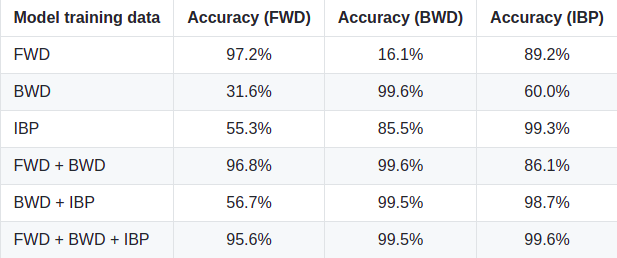 Model training data Accuracy (FWD) Accuracy (BWD) Accuracy (IBP)
FWD 97.2% 16.1% 89.2%
BWD 31.6% 99.6% 60.0%
IBP 55.3% 85.5% 99.3%
FWD + BWD 96.8% 99.6% 86.1%
BWD + IBP 56.7% 99.5% 98.7%
FWD + BWD + IBP 95.6% 99.5% 99.6%